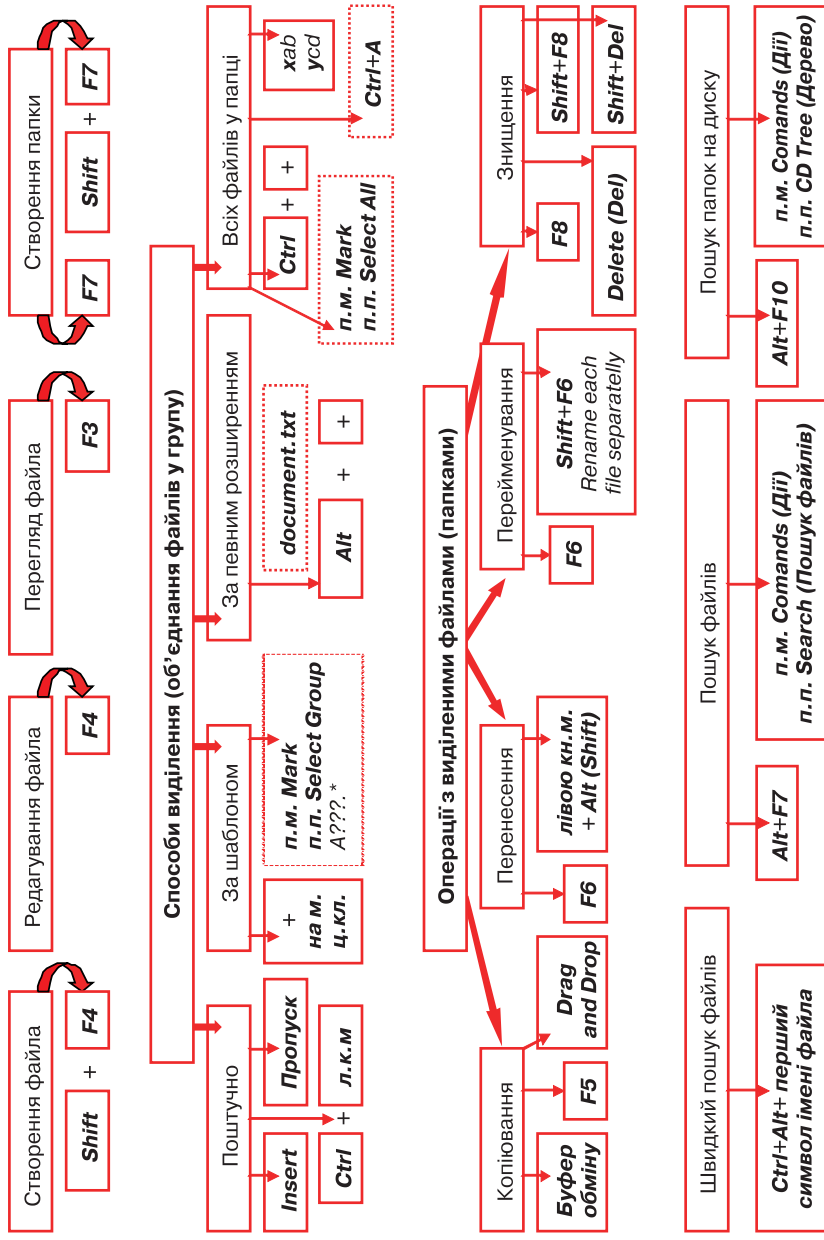 Створення файла
Shift + F4
Редагування файла
F4
Перегляд файла
F3
Створення папки
F7
Shift + F7
Способи виділення (об’єднання файлів у групу)
Поштучно
Insert
Пропуск
Ctrl + л.к.м
За шаблоном
+
на м.
ц.кл.
п.м. Mark
п.п. Select Group
A???.*
За певним розширенням
document.txt
Alt + +
Всіх файлів у папці
Ctrl + +
xab
ycd
п.м. Mark
п.п. Select All
Ctrl+A
Операції з виділеними файлами (папками)
Копіювання
Буфер
обміну
F5
Drag
and Drop
Перенесення
F6
лівою кн.м.
+ Alt (Shift)
Перейменування
F6
Shift+F6
Rename each
file separatelly
Знищення
F8
Shift+F8
Delete (Del)
Shift+Del
Швидкий пошук файлів
Ctrl+Alt+ перший
символ імені файла
Пошук файлів
Alt+F7
п.м. Comands (Дії)
п.п. Search (Пошук файлів)
Пошук папок на диску
Alt+F10
п.м. Comands (Дії)
п.п. CD Tree (Дерево)